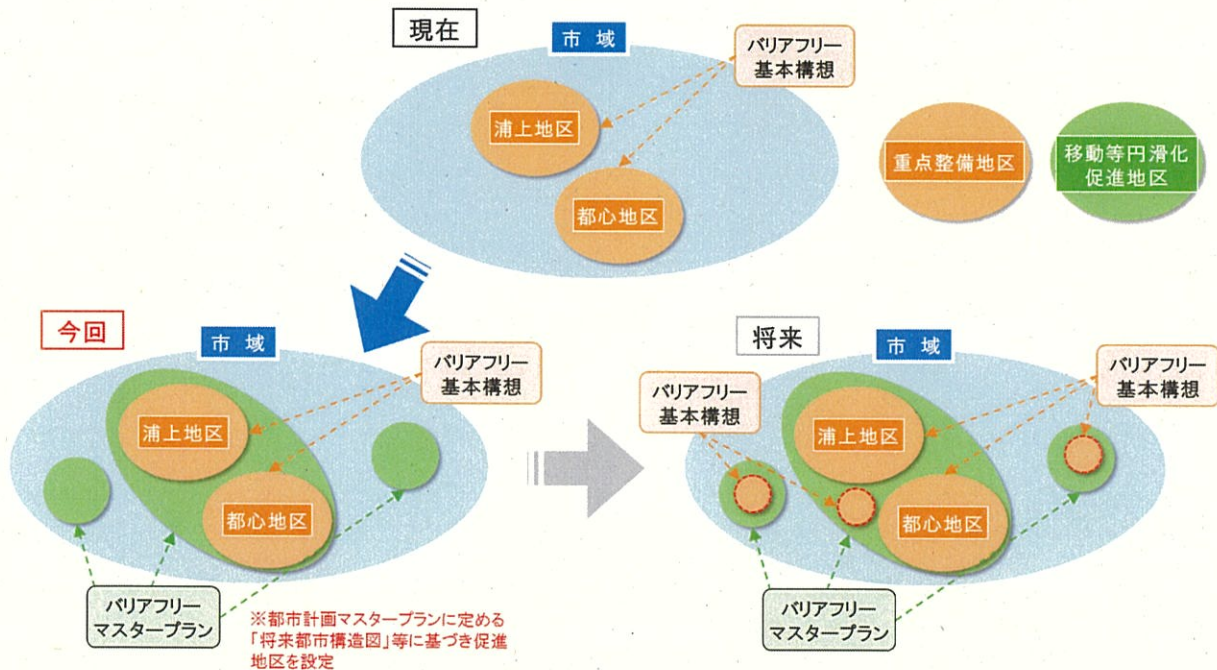 現在
市 域
バリアフリー
基本構想
浦上地区
都心地区
重点整備地区
移動等円滑化
促進地区
今回
市 域
バリアフリー
基本構想
浦上地区
都心地区
バリアフリー
マスタープラン
※都市計画マスタープランに定める
「将来都市構造図」等に基づき促進
地区を設定
将来
市 域
バリアフリー
基本構想
バリアフリー
基本構想
浦上地区
都心地区
バリアフリー
マスタープラン